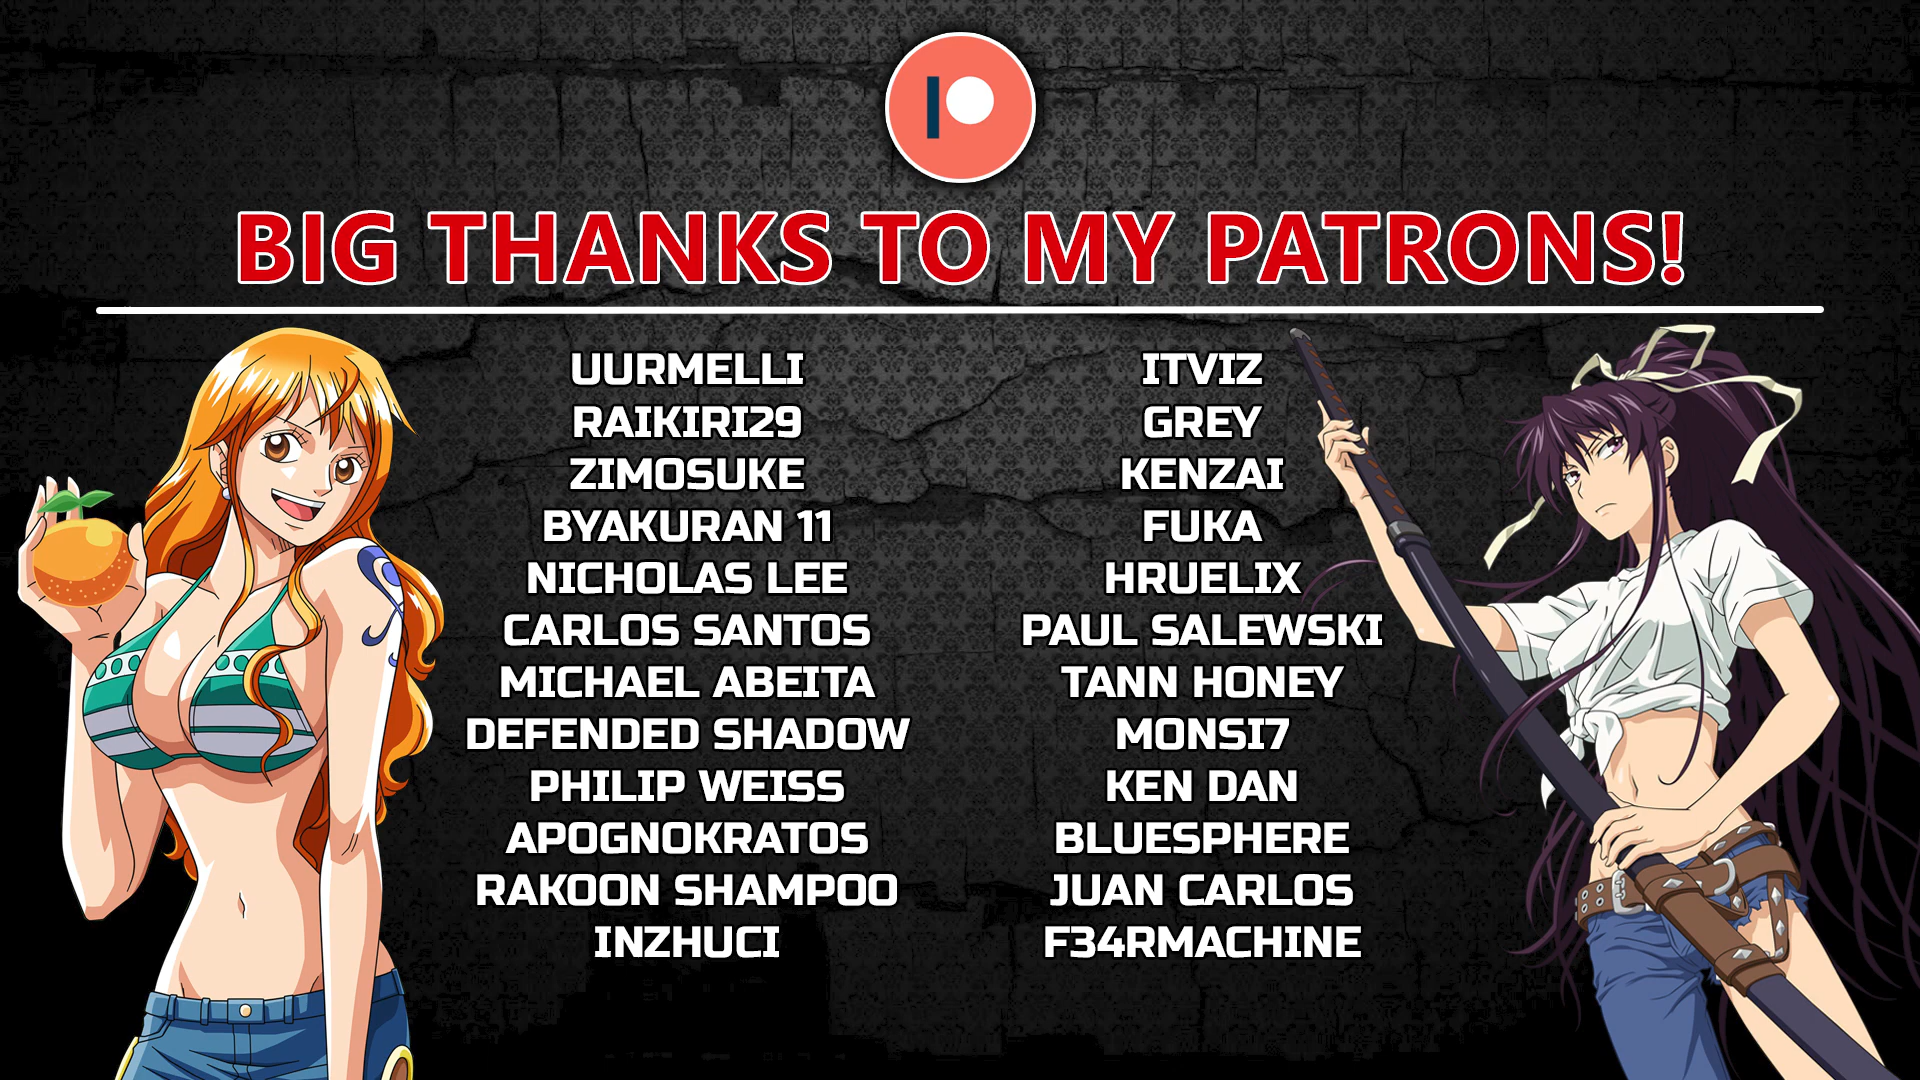 BIG THANKS TO MY PATRONS!
UURMELLI
RAIKIRI29
ZIMOSUKE
BYAKURAN 11
NICHOLAS LEE
CARLOS SANTOS
MICHAEL ABEITA
DEFENDED SHADOW
PHILIP WEISS
APOGNOKRATOS
RAKOON SHAMPOO
INZHUCI
ITVIZ
GREY
KENZAI
FUKA
HRUELIX
PAUL SALEWSKI
TANN HONEY
MONSI7
KEN DAN
BLUESPHERE
JUAN CARLOS
F34RMACHINE